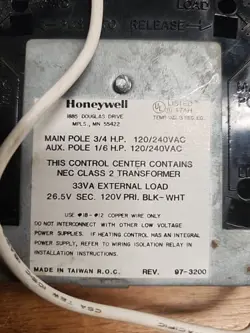 LOAD
RELEASE
Honeywell
1885 DOUGLAS DRIVE
MPLS., MN 55422
UL
LISTED
MAIN POLE 3/4 H.P. 120/240VAC
AUX. POLE 1/6 H.P. 120/240VAC
THIS CONTROL CENTER CONTAINS
NEC CLASS 2 TRANSFORMER
33VA EXTERNAL LOAD
26.5V SEC. 120V PRI. BLK-WHT
USE #18-#12 COPPER WIRE ONLY
DO NOT INTERCONNECT WITH OTHER LOW VOLTAGE
POWER SUPPLIES. IF HEATING CONTROL HAS AN INTEGRAL
POWER SUPPLY, REFER TO WIRING ISOLATION RELAY IN
INSTALLATION INSTRUCTIONS.
MADE IN TAIWAN R.O.C. REV. 97-3200